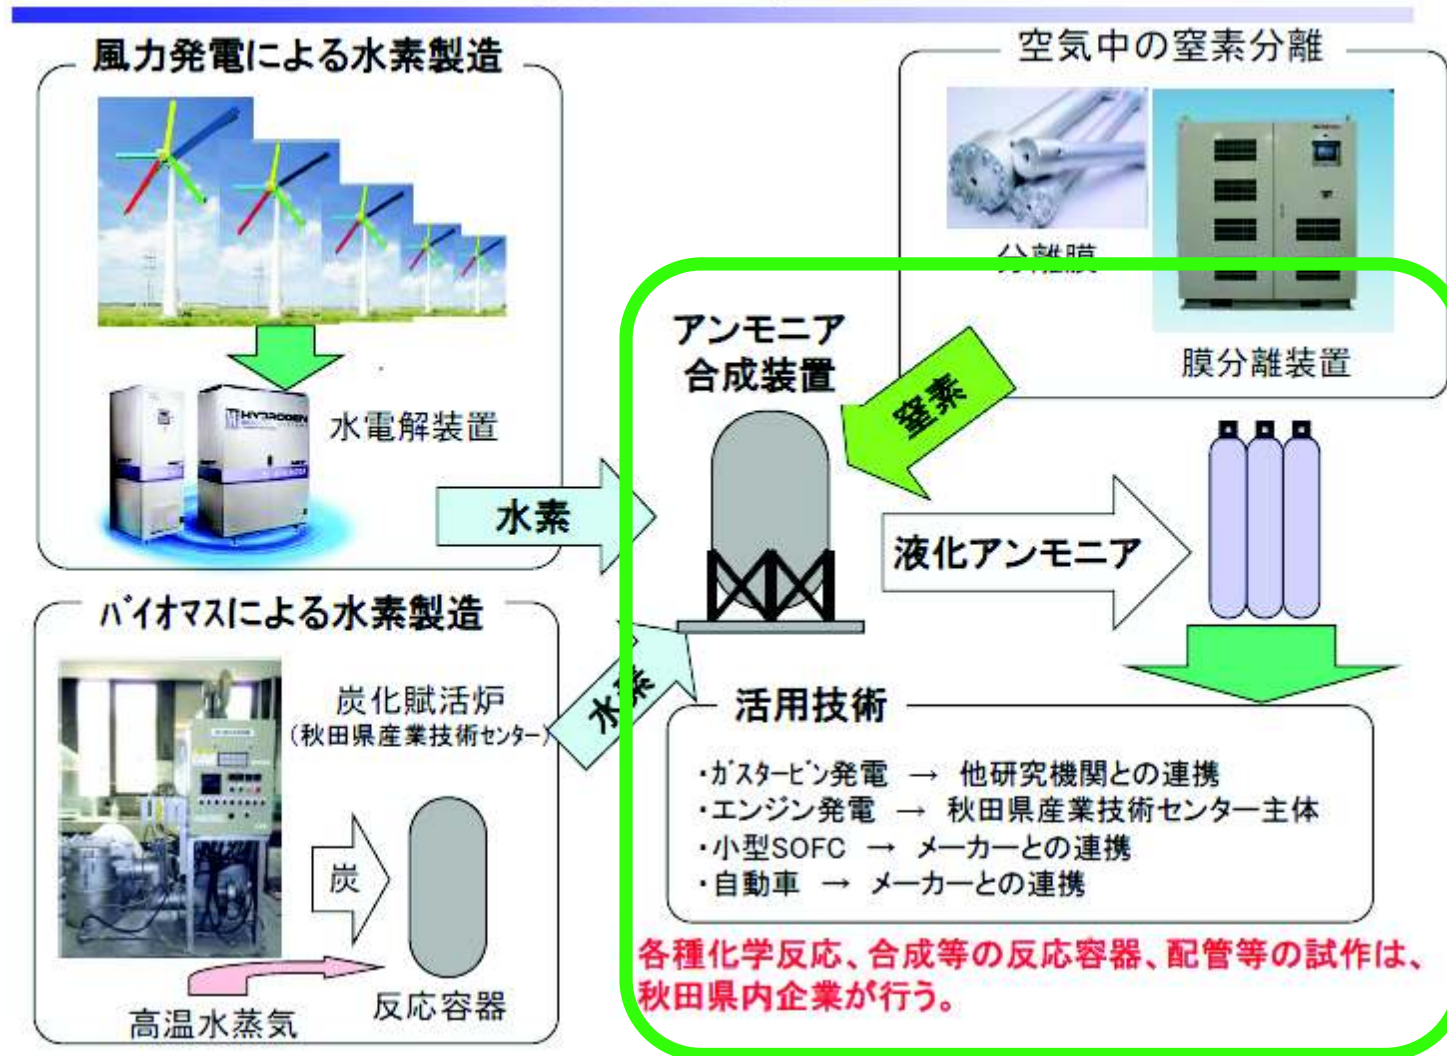 風力発電による水素製造
水電解装置
HYDROGEN
水素
バイオマスによる水素製造
炭化賦活炉
(秋田県産業技術センター)
炭
高温水蒸気
反応容器
水素
空気中の窒素分離
分離膜
膜分離装置
窒素
アンモニア
合成装置
液化アンモニア
活用技術
・ガスタービン発電 → 他研究機関との連携
・エンジン発電 → 秋田県産業技術センター主体
・小型SOFC → メーカーとの連携
・自動車 → メーカーとの連携
各種化学反応、合成等の反応容器、配管等の試作は、
秋田県内企業が行う。